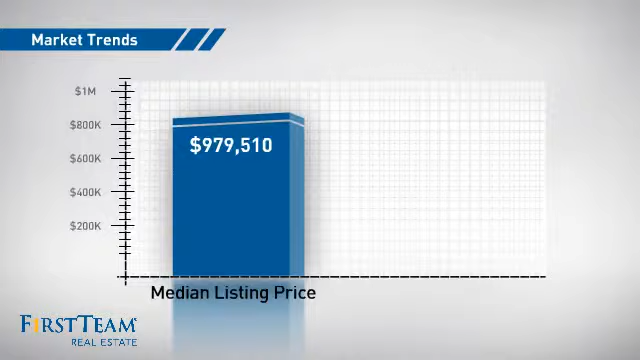 Market Trends
$1M
$800K
$600K
$400K
$200K
$979,510
Median Listing Price
FIRSTTEAM®
REAL ESTATE